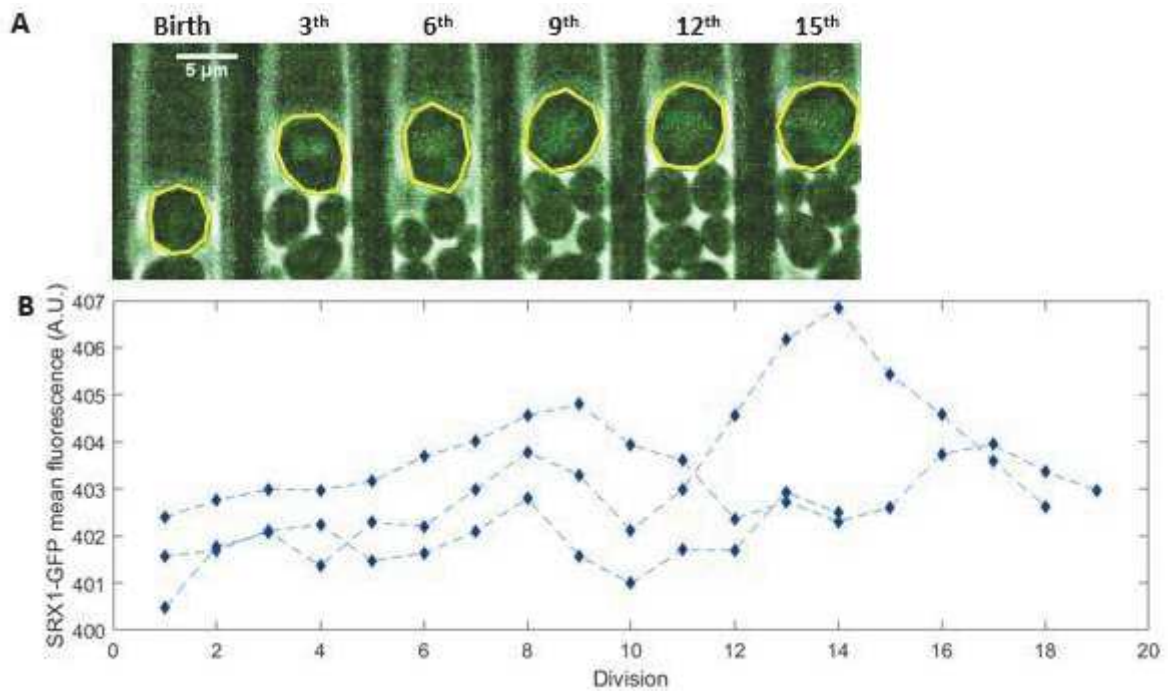 A
Birth 3th 6th 9th 12th 15th
5 µm
B
SRX1-GFP mean fluorescence (A.U.)
407
406
405
404
403
402
401
400
0 2 4 6 8 10 12 14 16 18 20
Division